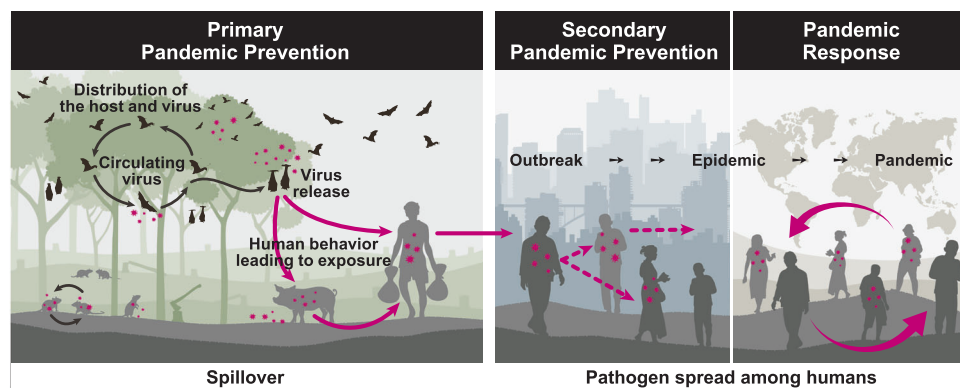 Primary
Pandemic Prevention
Secondary
Pandemic Prevention
Pandemic
Response
Distribution of
the host and virus
Circulating
virus
Virus
release
Human behavior
leading to exposure
Outbreak
Epidemic
Pandemic
Spillover
Pathogen spread among humans